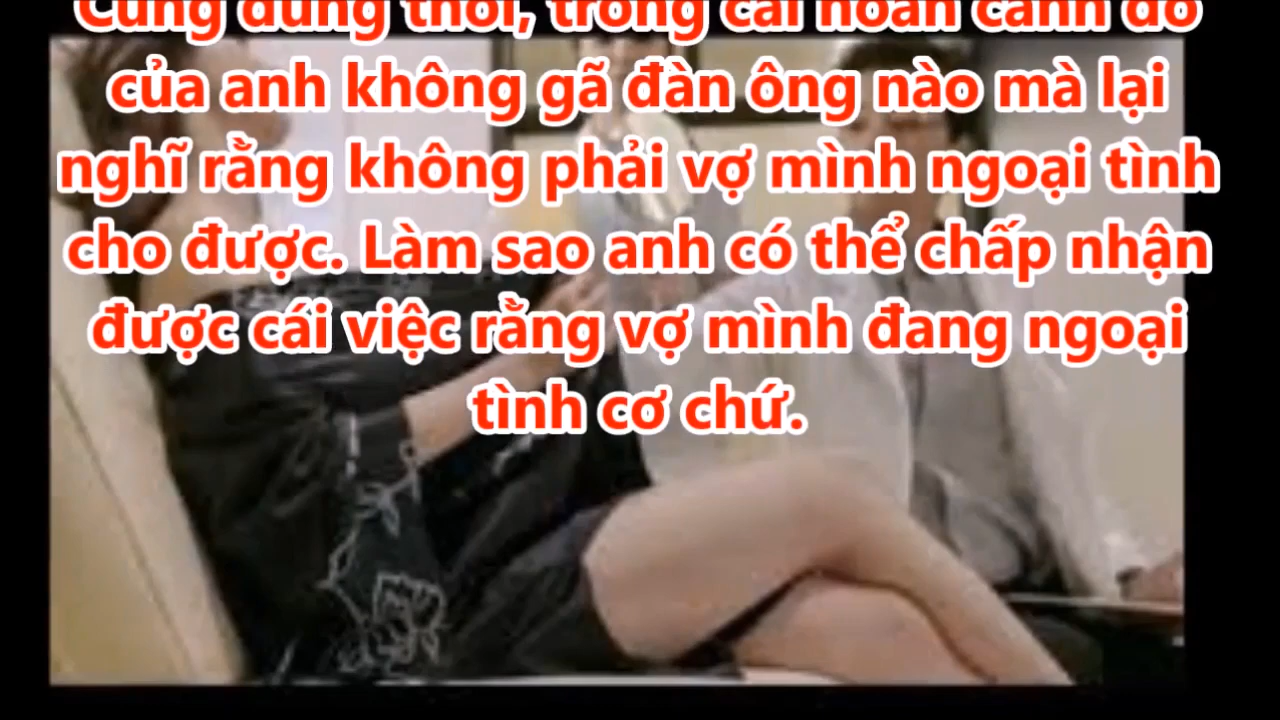 Cũng đúng thôi, trong cái hoàn cảnh đó
của anh không gã đàn ông nào mà lại
nghĩ rằng không phải vợ mình ngoại tình
cho được. Làm sao anh có thể chấp nhận
được cái việc rằng vợ mình đang ngoại
tình cơ chứ.